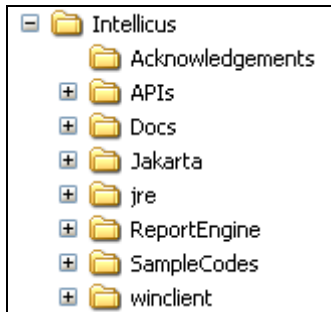 Intellicus
Acknowledgements
APIs
Docs
Jakarta
jre
ReportEngine
SampleCodes
winclient